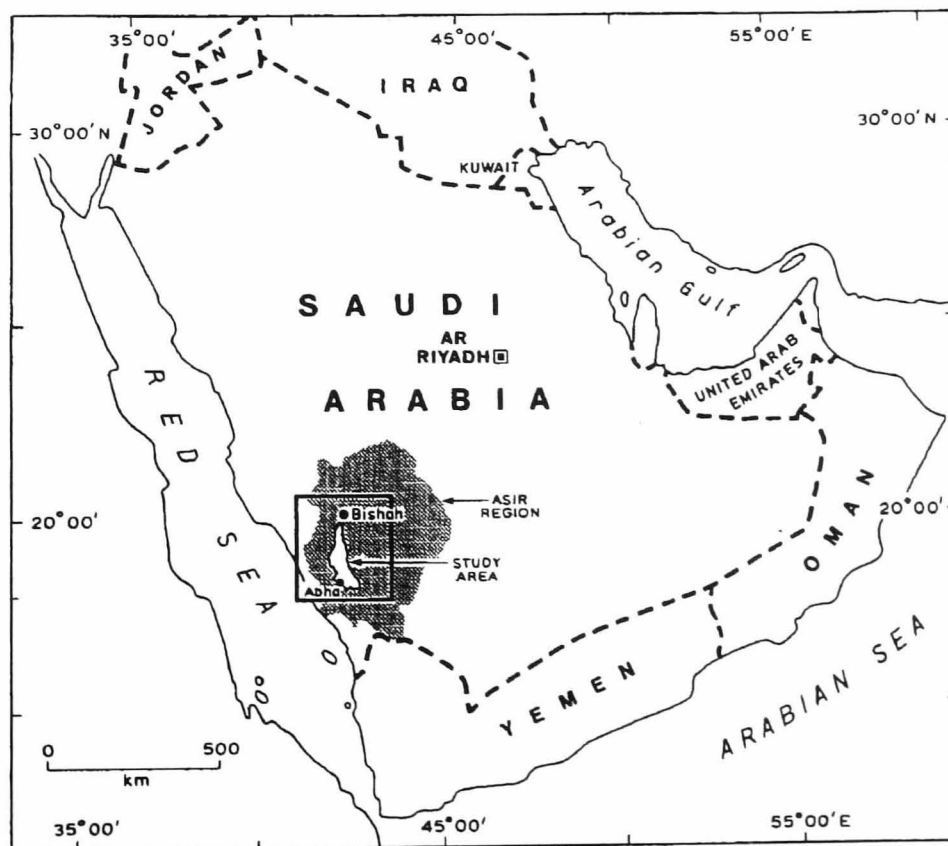 35°00'
45°00'
55°00'E
JORDAN
IRAQ
30°00'N
30°00'N
KUWAIT
Arabian Gulf
SAUDI
AR
RIYADH
ARABIA
UNITED ARAB
EMIRATES
RED SEA
ASIR
REGION
Bishah
20°00'
20°00'
STUDY
AREA
Abha
OMAN
YEMEN
ARABIAN SEA
0
500
km
35°00'
45°00'
55°00'E